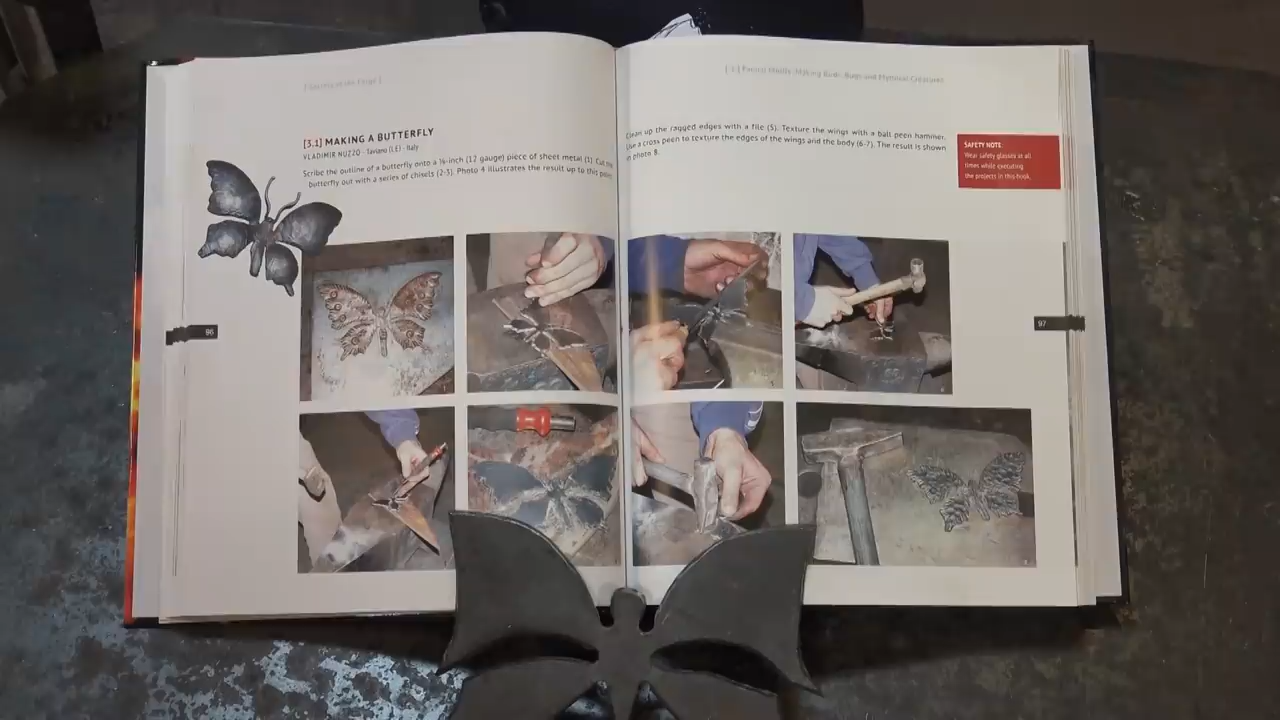 [3.1] MAKING A BUTTERFLY
VLADIMIR NUZZO - Taviano (LE) - Italy
Scribe the outline of a butterfly onto a ⅛-inch (12 gauge) piece of sheet metal (1). Cut the
butterfly out with a series of chisels (2-3). Photo 4 illustrates the result up to this point.
96
[3] Poetica Metals: Making Birds, Bugs and Mythical Creatures
Clean up the ragged edges with a file (5). Texture the wings with a ball peen hammer.
Use a cross peen to texture the edges of the wings and the body (6-7). The result is shown
in photo 8.
SAFETY NOTE:
Wear safety glasses at all
times while executing
the projects in this book.
97